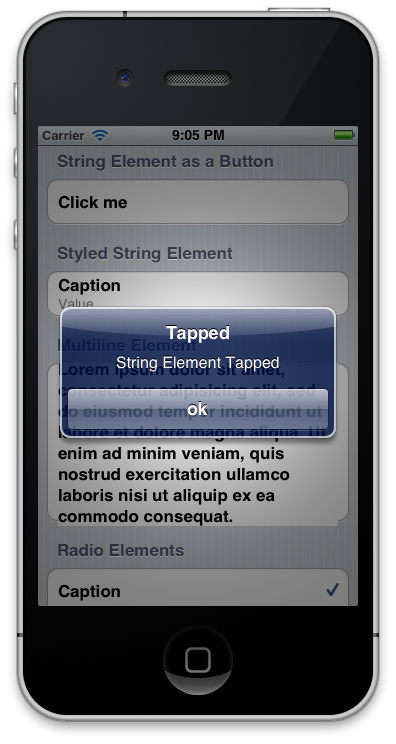 Carrier 9:05 PM
String Element as a Button
Click me
Styled String Element
Caption
Value
Multiline Element
Tapped
String Element Tapped
ok
Lorem ipsum dolor sit amet,
consectetur adipisicing elit, sed
do eiusmod tempor incididunt ut
labore et dolore magna aliqua. Ut
enim ad minim veniam, quis
nostrud exercitation ullamco
laboris nisi ut aliquip ex ea
commodo consequat.
Radio Elements
Caption